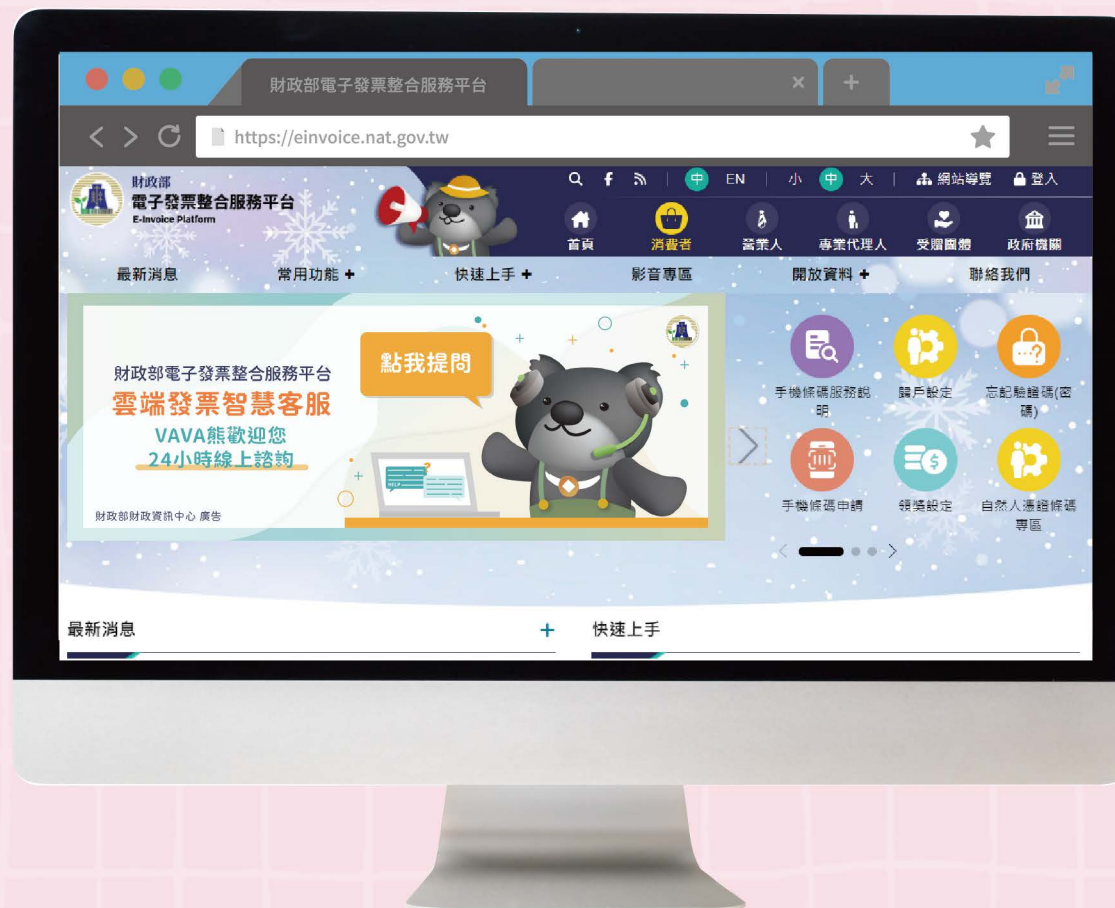 財政部電子發票整合服務平台
https://einvoice.nat.gov.tw
財政部
電子發票整合服務平台
E-Invoice Platform
中 EN 小 中 大 網站導覽 登入
首頁 消費者 營業人 專業代理人 受贈團體 政府機關
最新消息 常用功能 + 快速上手 + 影音專區 開放資料 + 聯絡我們
財政部電子發票整合服務平台
雲端發票智慧客服
VAVA熊歡迎您
24小時線上諮詢
財政部財政資訊中心 廣告
點我提問
HELP
手機條碼服務說
明
歸戶設定
忘記驗證碼(密
碼)
手機條碼申請
領獎設定
自然人憑證條碼
專區
最新消息 +
快速上手